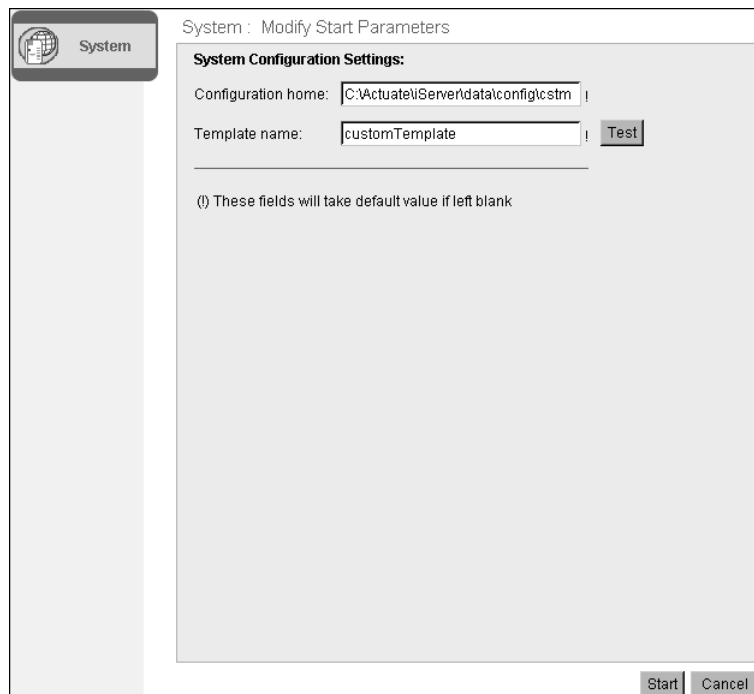 System
System : Modify Start Parameters
System Configuration Settings:
Configuration home: C:\Actuate\iServer\data\config\cstm !
Template name: customTemplate ! Test
(!) These fields will take default value if left blank
Start Cancel